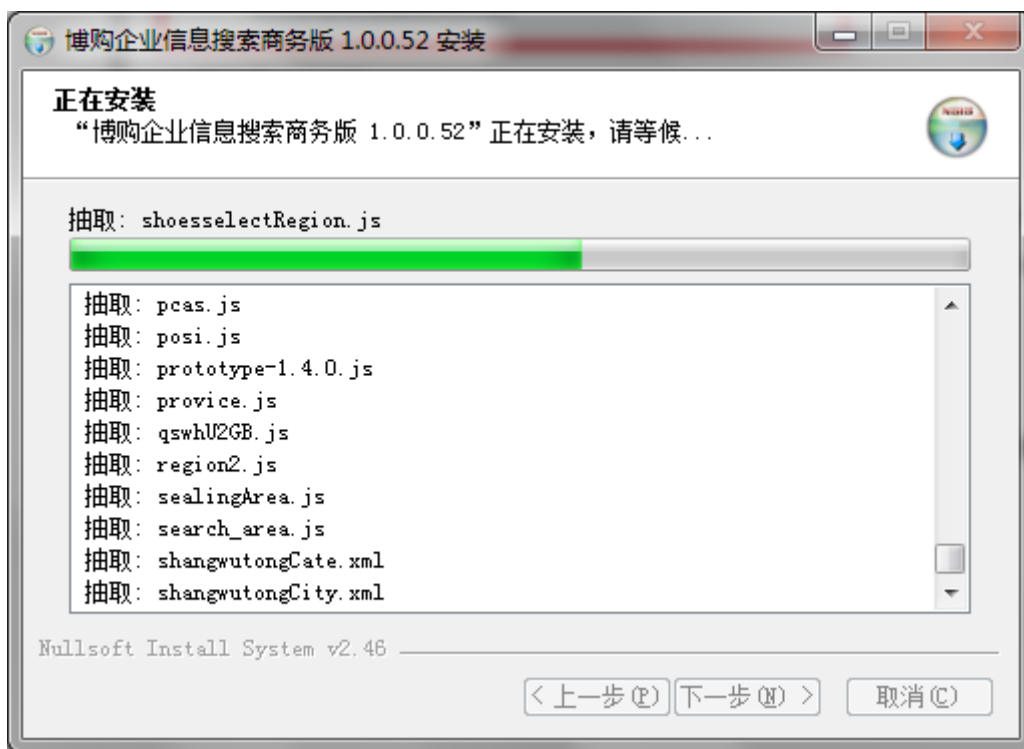 博购企业信息搜索商务版 1.0.0.52 安装
正在安装
“博购企业信息搜索商务版 1.0.0.52”正在安装，请等候...
NSIS
抽取: shoesselectRegion.js
抽取: pcas.js
抽取: posi.js
抽取: prototype-1.4.0.js
抽取: provice.js
抽取: qswhU2GB.js
抽取: region2.js
抽取: sealingArea.js
抽取: search_area.js
抽取: shangwutongCate.xml
抽取: shangwutongCity.xml
Nullsoft Install System v2.46
< 上一步(P) 下一步(N) > 取消(C)